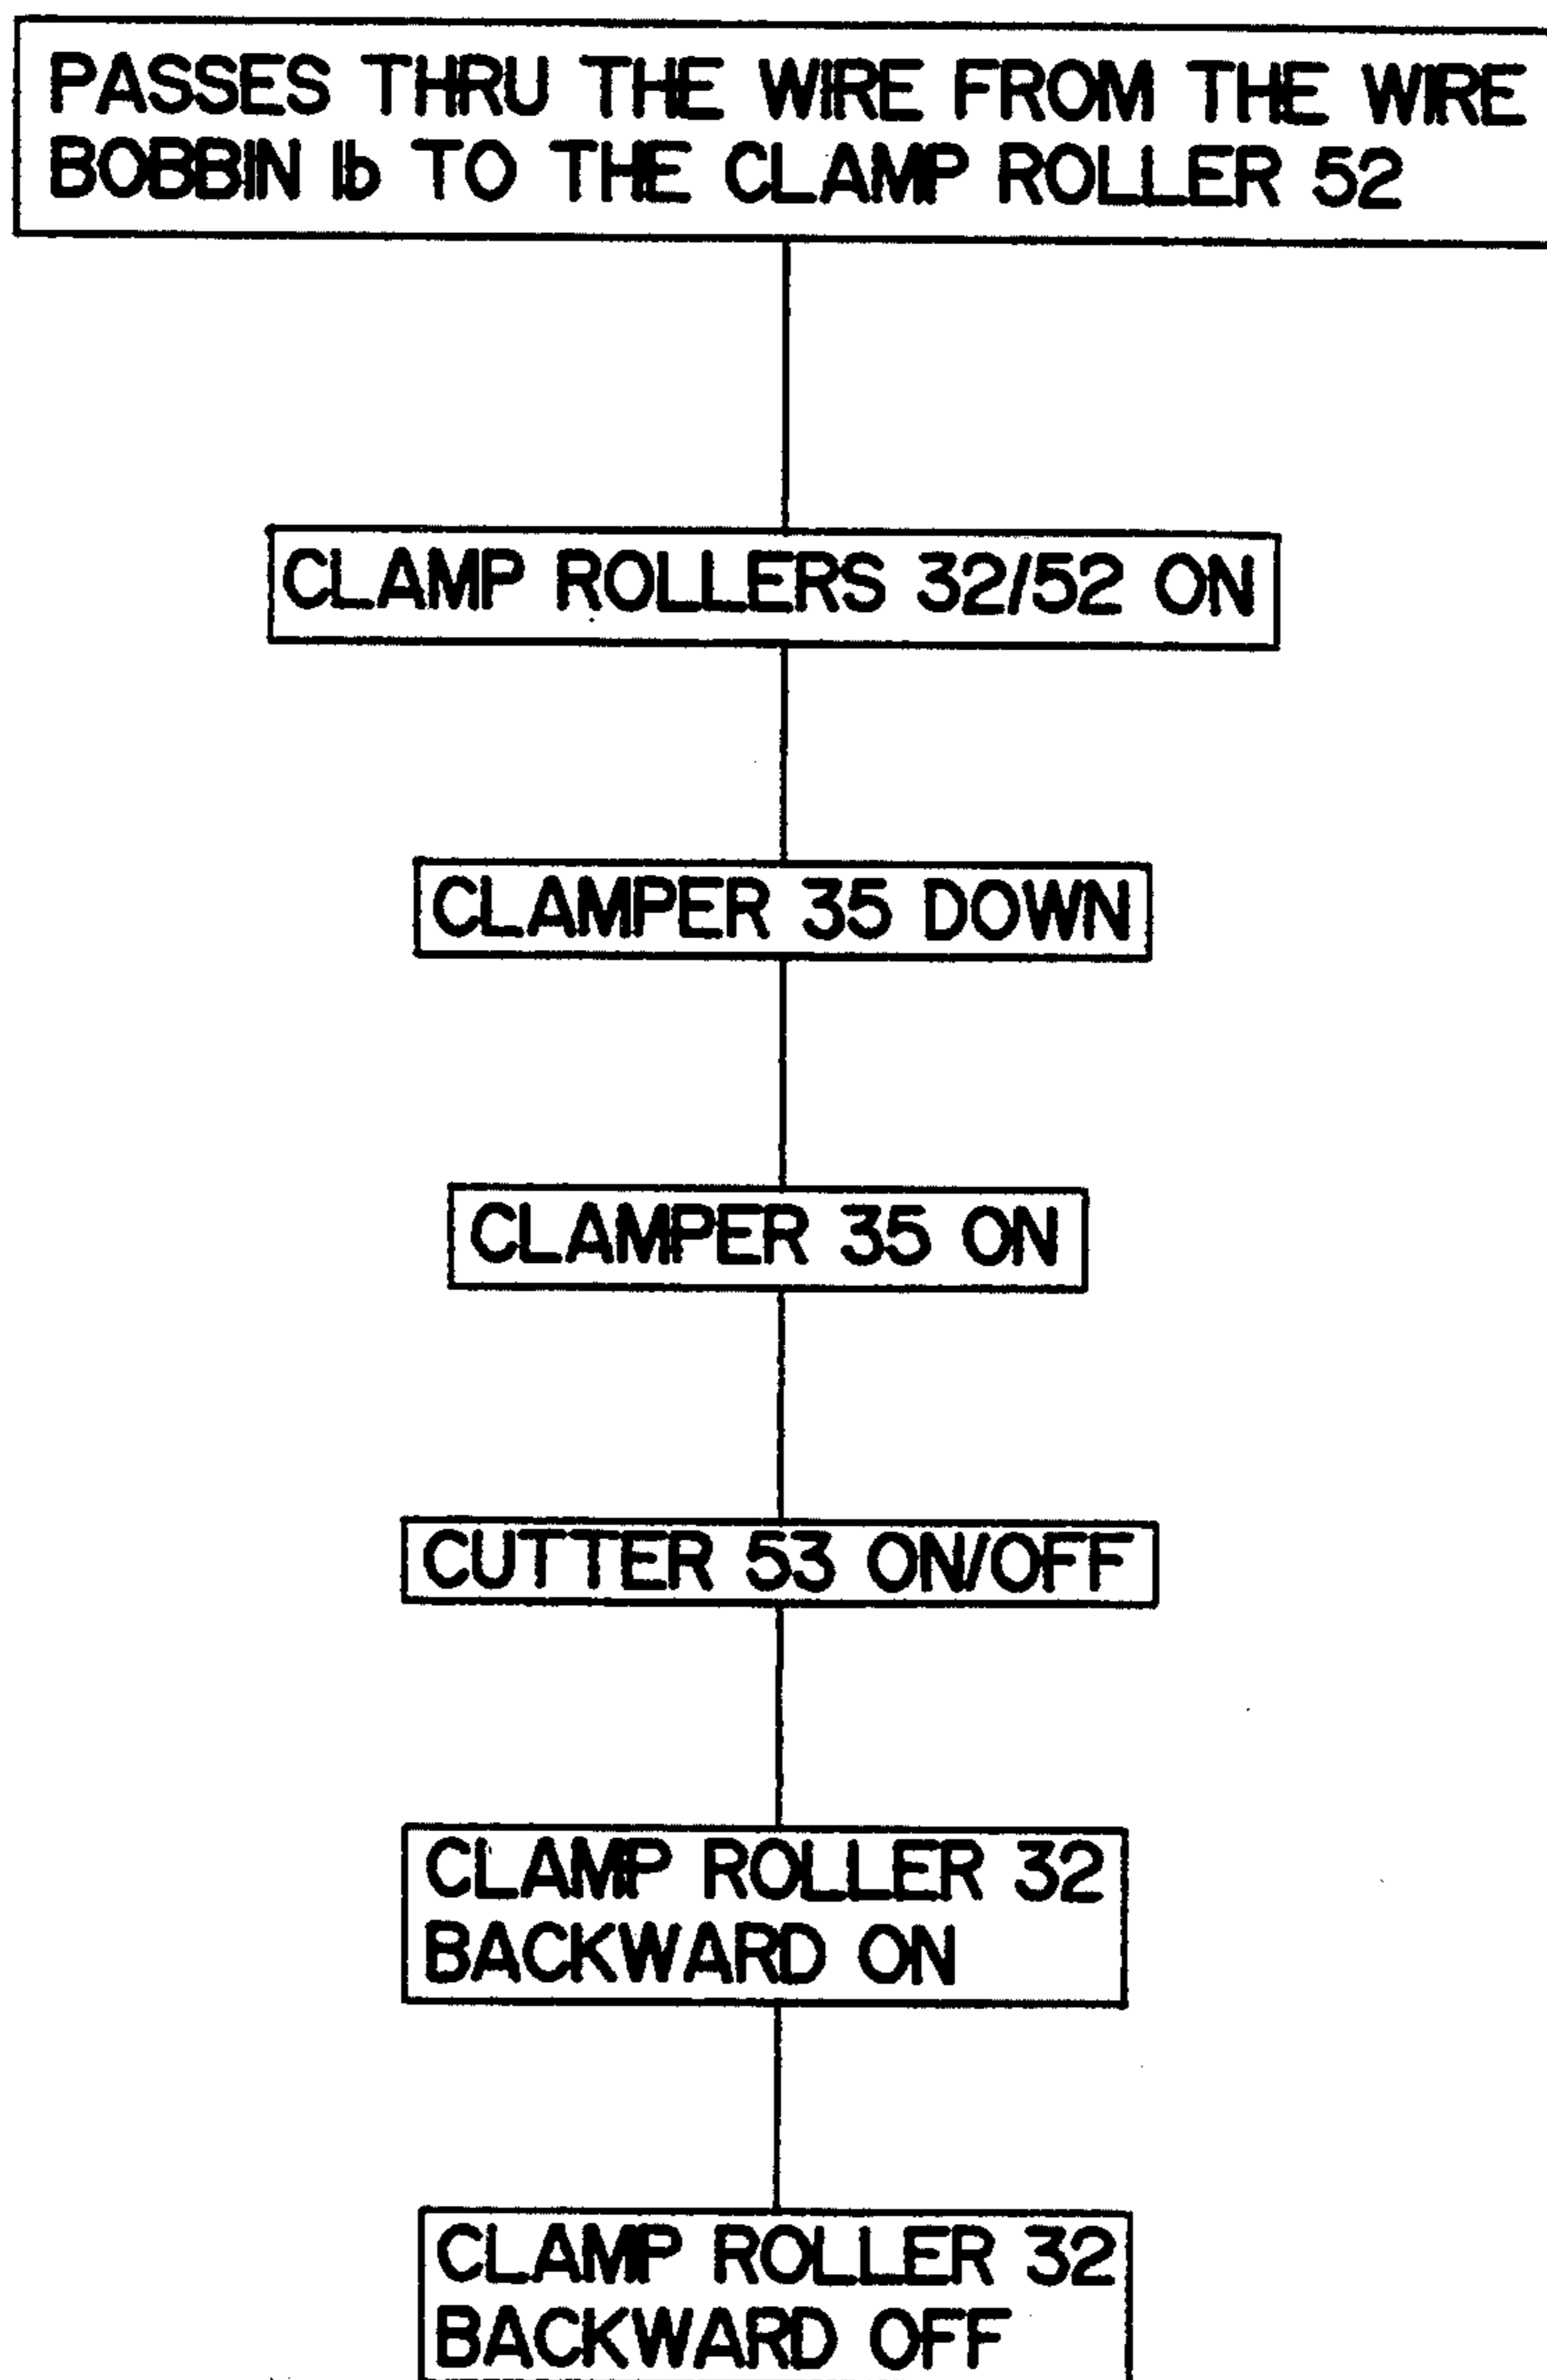 PASSES THRU THE WIRE FROM THE WIRE
BOBBIN lb TO THE CLAMP ROLLER 52
CLAMP ROLLERS 32/52 ON
CLAMPER 35 DOWN
CLAMPER 35 ON
CUTTER 53 ON/OFF
CLAMP ROLLER 32
BACKWARD ON
CLAMP ROLLER 32
BACKWARD OFF